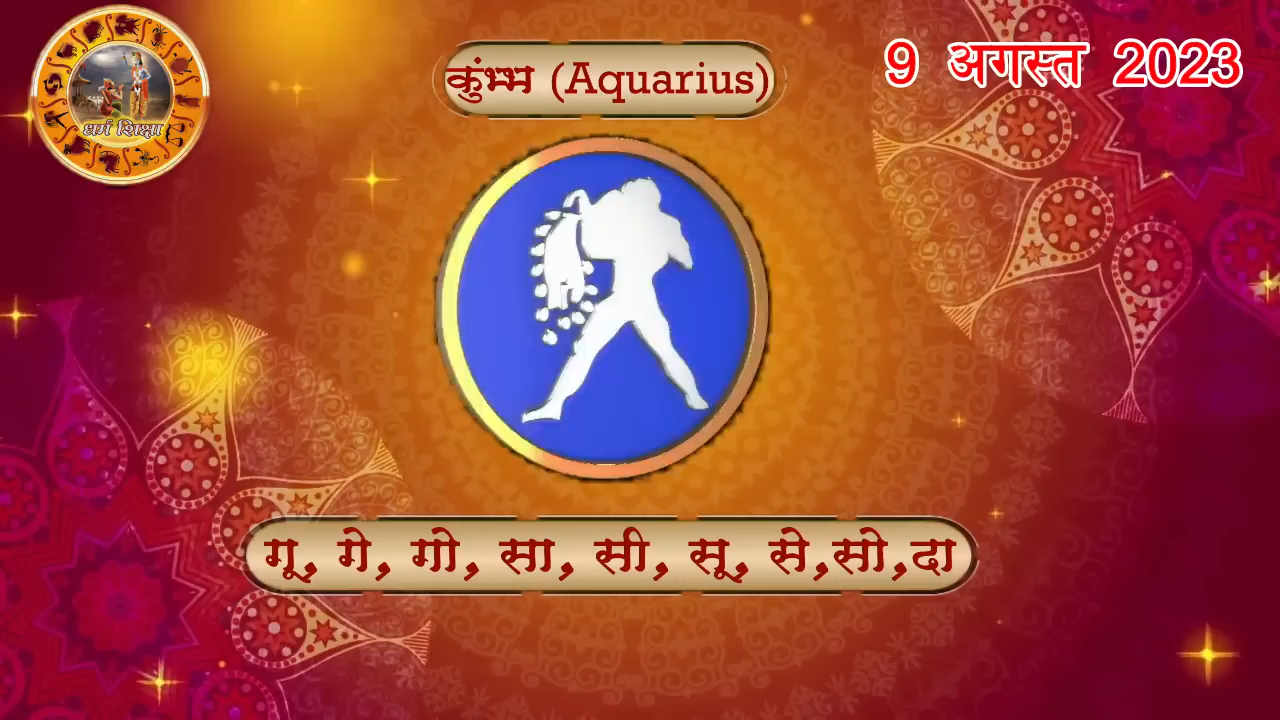 धर्म शिक्षा
कुंम्भ (Aquarius)
9 अगस्त 2023
गू, गे, गो, सा, सी, सू, से,सो,दा